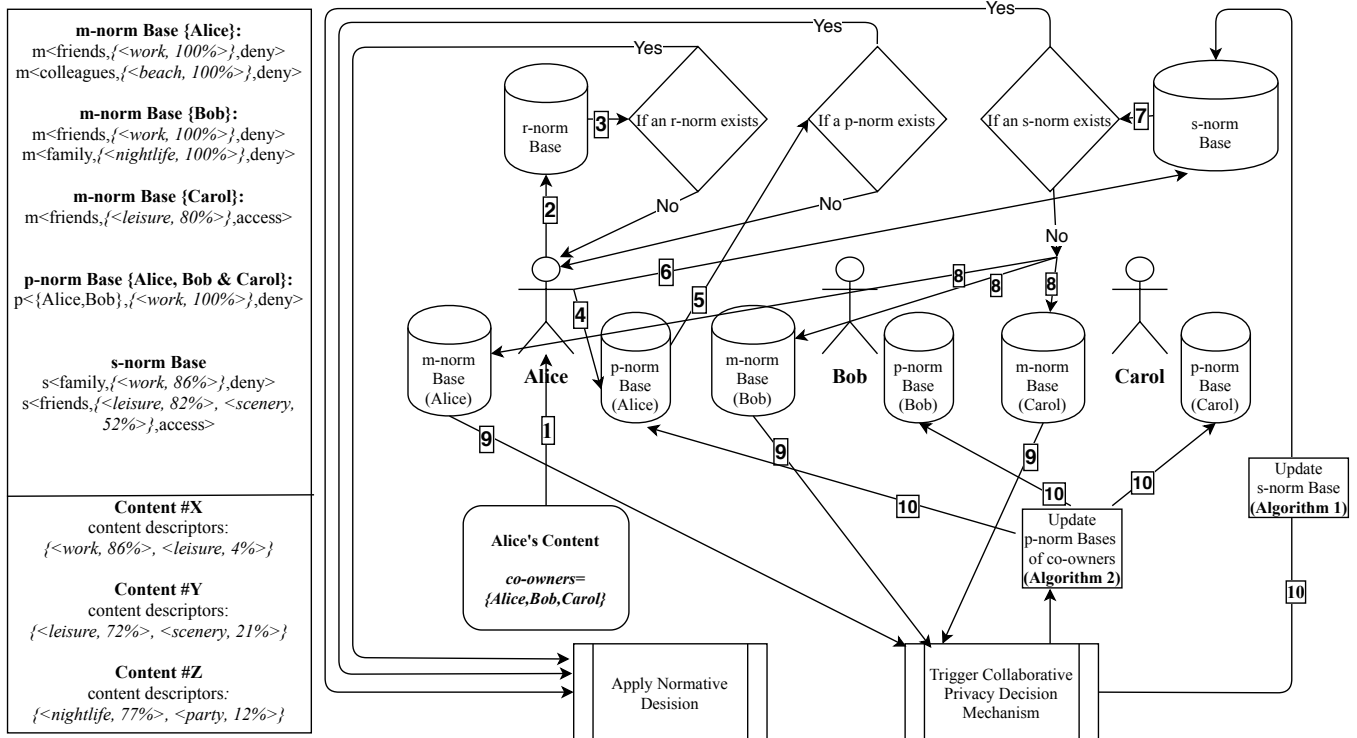 m-norm Base {Alice}:
m<friends,{<work, 100%>},deny>
m<colleagues,{<beach, 100%>},deny>
m-norm Base {Bob}:
m<friends,{<work, 100%>},deny>
m<family,{<nightlife, 100%>},deny>
m-norm Base {Carol}:
m<friends,{<leisure, 80%>},access>
p-norm Base {Alice, Bob & Carol}:
p<{Alice,Bob},{<work, 100%>},deny>
s-norm Base
s<family,{<work, 86%>},deny>
s<friends,{<leisure, 82%>, <scenery,
52%>},access>
Content #X
content descriptors:
{<work, 86%>, <leisure, 4%>}
Content #Y
content descriptors:
{<leisure, 72%>, <scenery, 21%>}
Content #Z
content descriptors:
{<nightlife, 77%>, <party, 12%>}
Yes
Yes
Yes
r-norm
Base
3
If an r-norm exists
If a p-norm exists
If an s-norm exists
7
s-norm
Base
2
No
No
No
6
8
8
8
4
5
m-norm
Base
(Alice)
Alice
p-norm
Base
(Alice)
m-norm
Base
(Bob)
Bob
p-norm
Base
(Bob)
m-norm
Base
(Carol)
Carol
p-norm
Base
(Carol)
1
9
9
9
10
10
10
Update
s-norm Base
(Algorithm 1)
10
Alice's Content
co-owners=
{Alice,Bob,Carol}
Update
p-norm Bases
of co-owners
(Algorithm 2)
Apply Normative
Desision
Trigger Collaborative
Privacy Decision
Mechanism